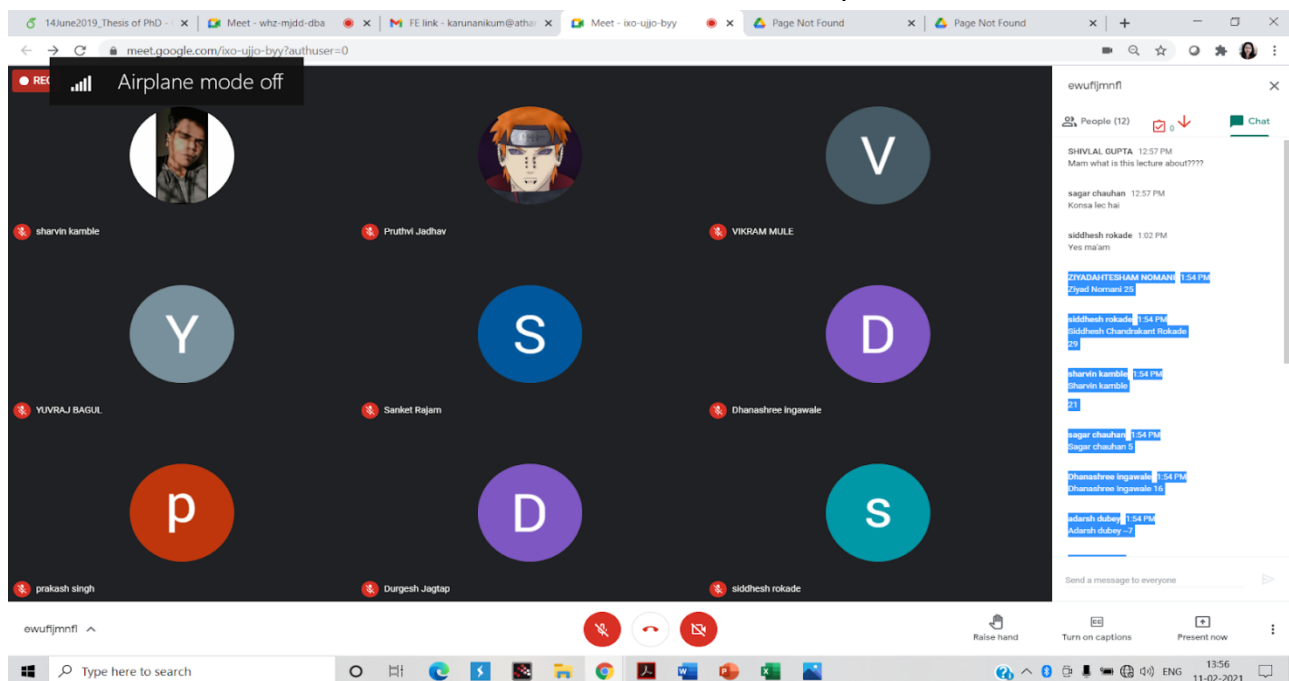 14June2019_Thesis of PhD -
Meet - whz-mjdd-dba
FE link - karunanikum@athar
Meet - ixo-ujjo-byy
Page Not Found
Page Not Found
meet.google.com/ixo-ujjo-byy?authuser=0
REC
Airplane mode off
ewufijmnfl
People (12)
0
Chat
SHIVLAL GUPTA 12:57 PM
Mam what is this lecture about????
sagar chauhan 12:57 PM
Konsa lec hai
siddhesh rokade 1:02 PM
Yes ma'am
ZIYADAHTESHAM NOMANI 1:54 PM
Ziyad Nomani 25
siddhesh rokade 1:54 PM
Siddhesh Chandrakant Rokade
29
sharvin kamble 1:54 PM
Sharvin kamble
21
sagar chauhan 1:54 PM
Sagar chauhan 5
Dhanashree ingawale 1:54 PM
Dhanashree Ingawale 16
adarsh dubey 1:54 PM
Adarsh dubey --7
Send a message to everyone
sharvin kamble
Pruthvi Jadhav
V
VIKRAM MULE
Y
YUVRAJ BAGUL
S
Sanket Rajam
D
Dhanashree ingawale
p
prakash singh
D
Durgesh Jagtap
s
siddhesh rokade
ewufijmnfl
Raise hand
Turn on captions
Present now
Type here to search
ENG
13:56
11-02-2021